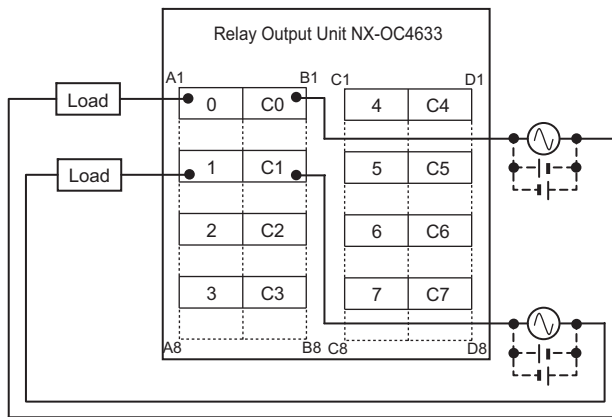 Relay Output Unit NX-OC4633
A1 B1 C1 D1
Load 0 C0 4 C4
Load 1 C1 5 C5
2 C2 6 C6
3 C3 7 C7
A8 B8 C8 D8